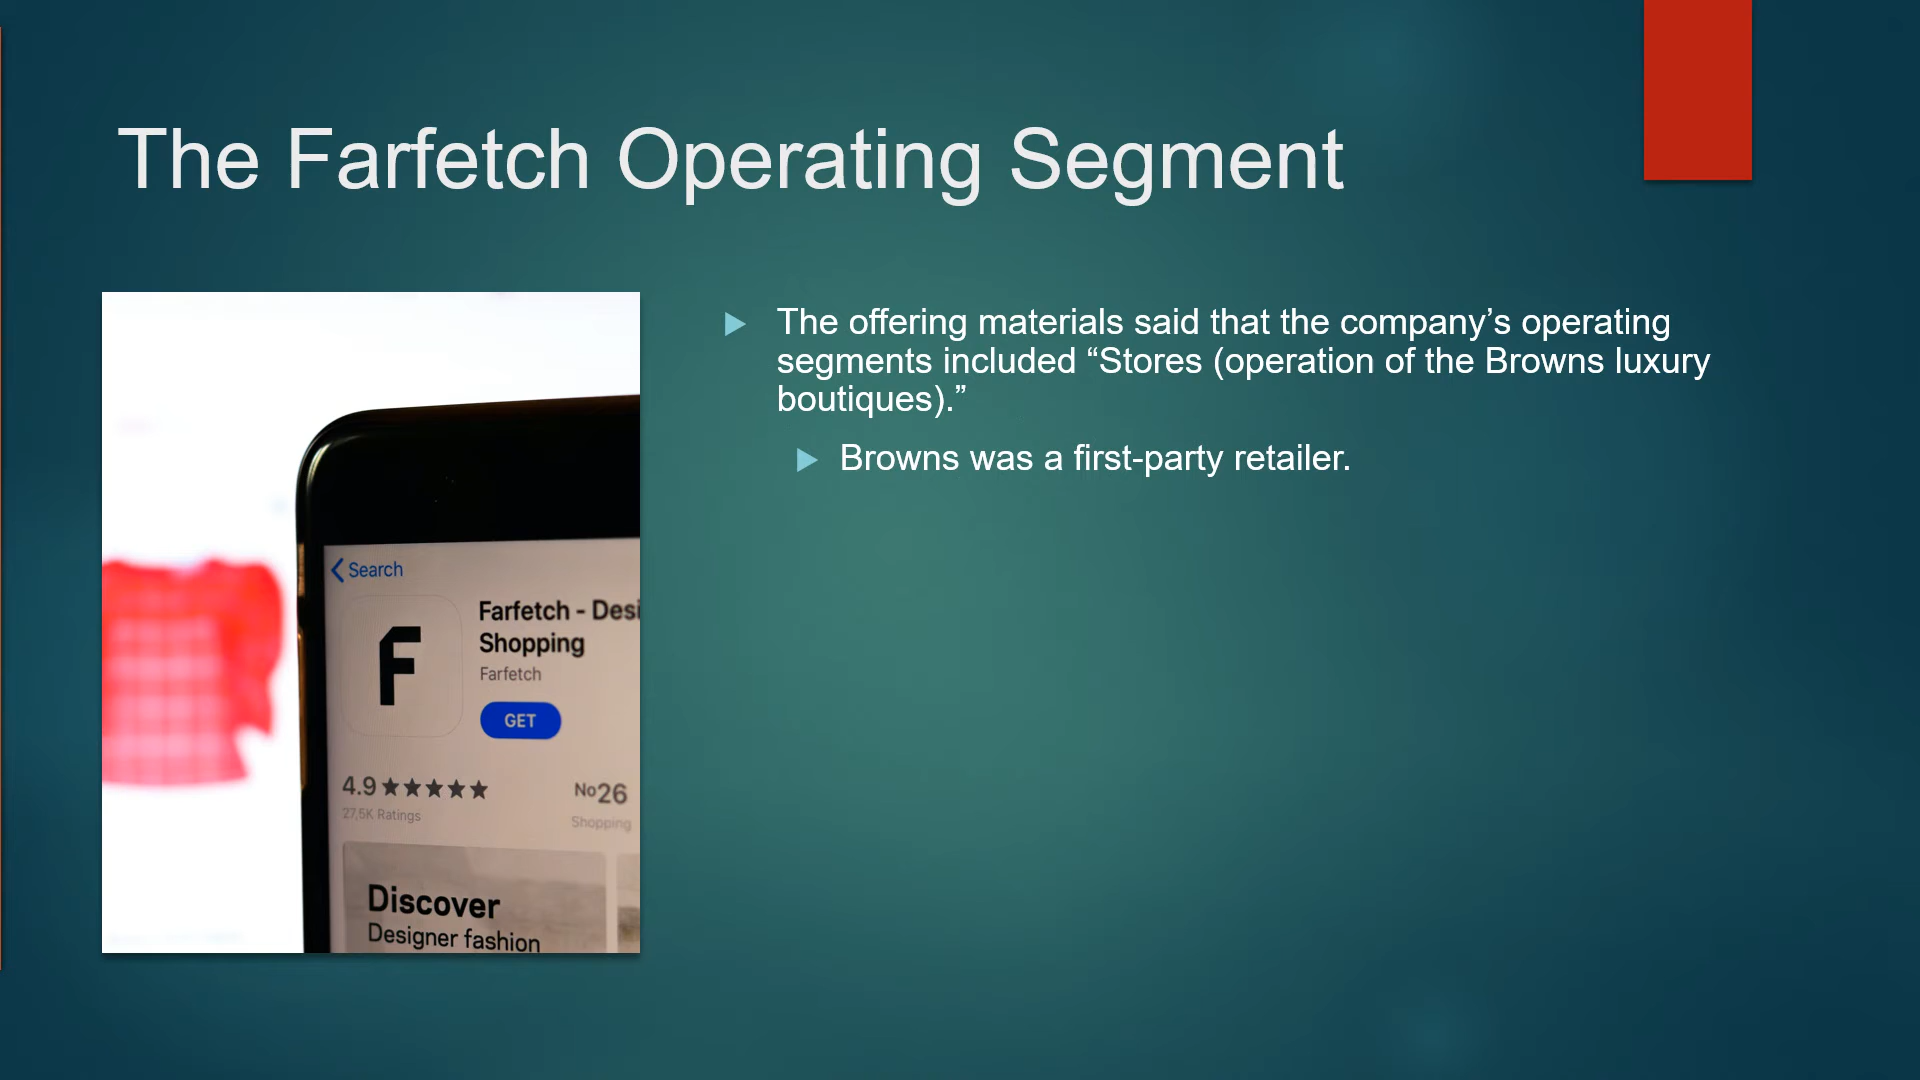 The Farfetch Operating Segment
The offering materials said that the company’s operating
segments included “Stores (operation of the Browns luxury
boutiques).”
Browns was a first-party retailer.
Search
F
Farfetch - Desi
Shopping
Farfetch
GET
4.9
No26
27,5K Ratings
Shopping
Discover
Designer fashion